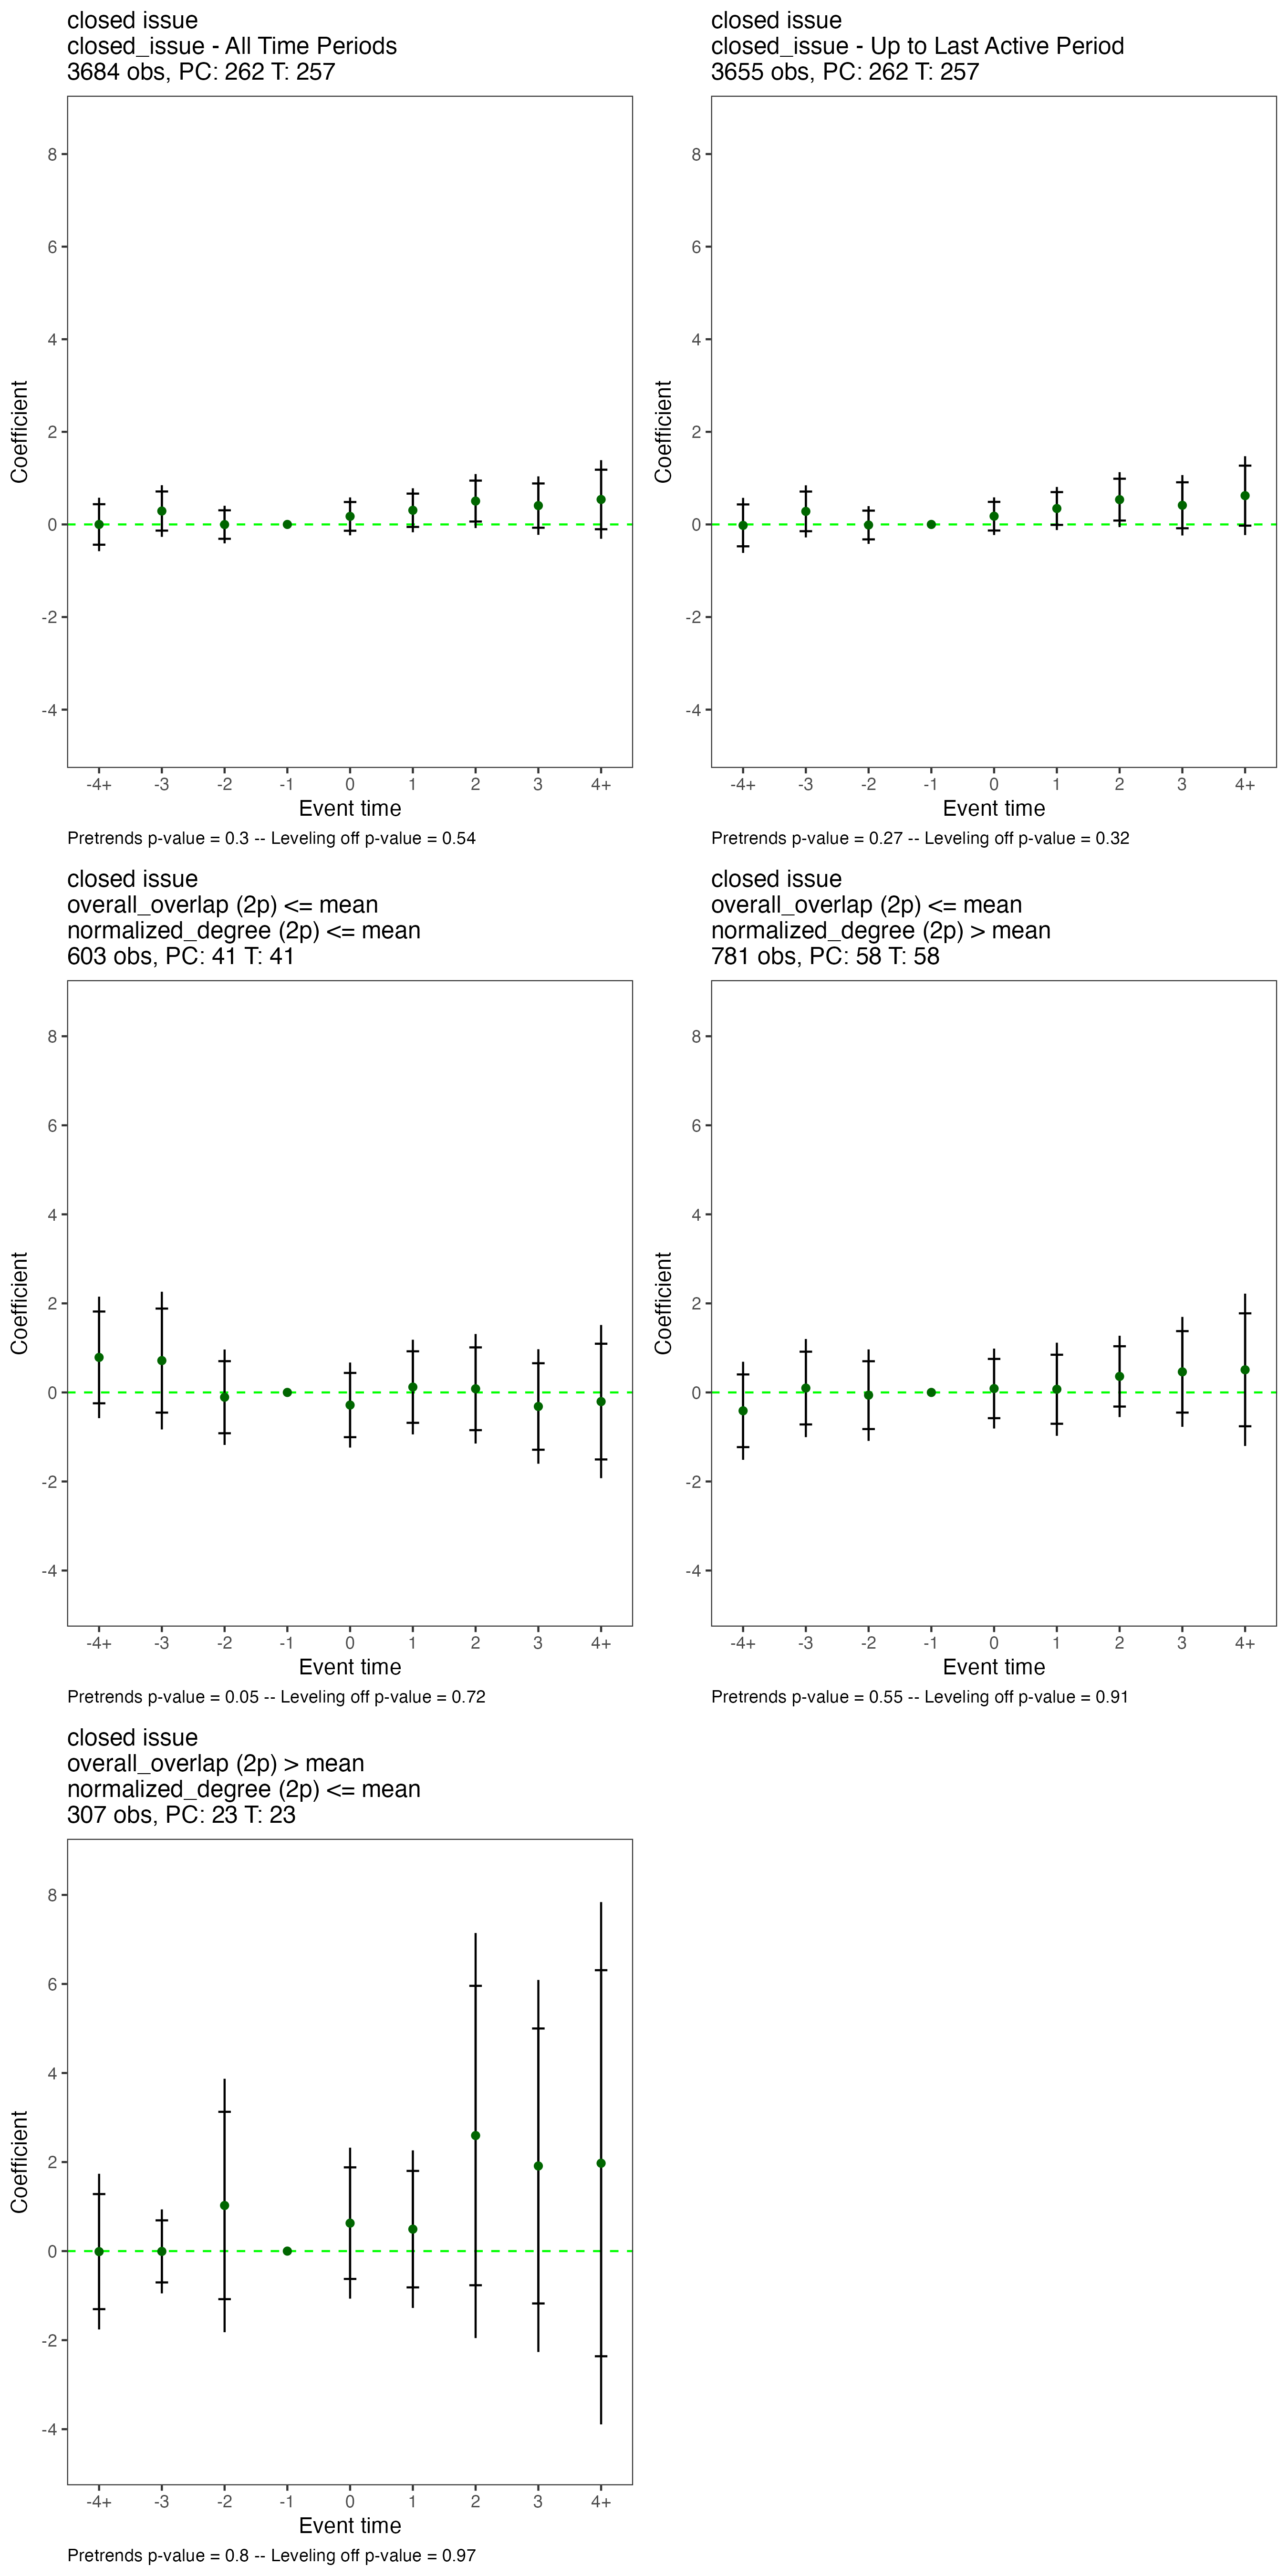 closed issue
closed_issue - All Time Periods
3684 obs, PC: 262 T: 257
Coefficient
8
6
4
2
0
-2
-4
-4+ -3 -2 -1 0 1 2 3 4+
Event time
Pretrends p-value = 0.3 -- Leveling off p-value = 0.54
closed issue
closed_issue - Up to Last Active Period
3655 obs, PC: 262 T: 257
Coefficient
8
6
4
2
0
-2
-4
-4+ -3 -2 -1 0 1 2 3 4+
Event time
Pretrends p-value = 0.27 -- Leveling off p-value = 0.32
closed issue
overall_overlap (2p) <= mean
normalized_degree (2p) <= mean
603 obs, PC: 41 T: 41
Coefficient
8
6
4
2
0
-2
-4
-4+ -3 -2 -1 0 1 2 3 4+
Event time
Pretrends p-value = 0.05 -- Leveling off p-value = 0.72
closed issue
overall_overlap (2p) <= mean
normalized_degree (2p) > mean
781 obs, PC: 58 T: 58
Coefficient
8
6
4
2
0
-2
-4
-4+ -3 -2 -1 0 1 2 3 4+
Event time
Pretrends p-value = 0.55 -- Leveling off p-value = 0.91
closed issue
overall_overlap (2p) > mean
normalized_degree (2p) <= mean
307 obs, PC: 23 T: 23
Coefficient
8
6
4
2
0
-2
-4
-4+ -3 -2 -1 0 1 2 3 4+
Event time
Pretrends p-value = 0.8 -- Leveling off p-value = 0.97